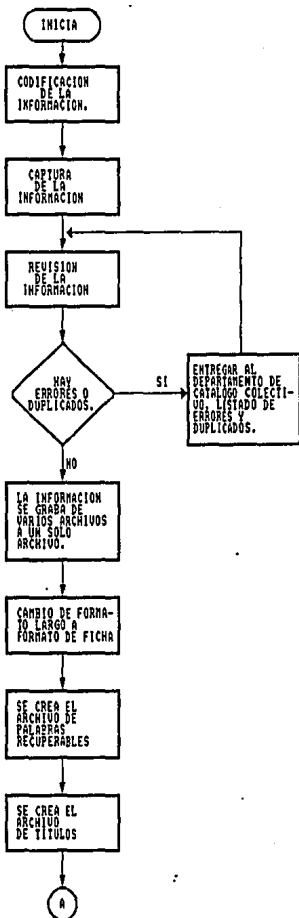 INICIA
CODIFICACION
DE LA
INFORMACION.
CAPTURA
DE LA
INFORMACION
REVISION
DE LA
INFORMACION
HAY
ERRORES O
DUPLICADOS.
SI
ENTREGAR AL
DEPARTAMENTO DE
CATALOGO COLECTI-
VO, LISTADO DE
ERRORES Y
DUPLICADOS.
NO
LA INFORMACION
SE GRABA DE
VARIOS ARCHIVOS
A UN SOLO
ARCHIVO.
CAMBIO DE FORMA-
TO LARGO A
FORMATO DE FICHA
SE CREA EL
ARCHIVO DE
PALABRAS
RECUPERABLES
SE CREA EL
ARCHIVO
DE TITULOS
A